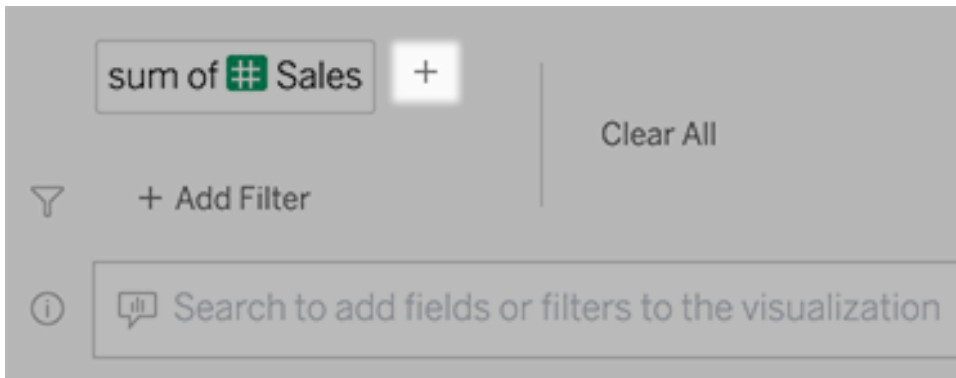 sum of # Sales +
Clear All
+ Add Filter
Search to add fields or filters to the visualization